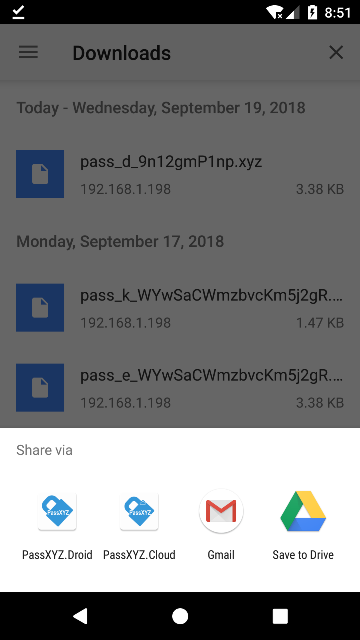 8:51
Downloads
Today - Wednesday, September 19, 2018
pass_d_9n12gmP1np.xyz
192.168.1.198 3.38 KB
Monday, September 17, 2018
pass_k_WYwSaCWmzbvcKm5j2gR....
192.168.1.198 1.47 KB
pass_e_WYwSaCWmzbvcKm5j2gR....
192.168.1.198 3.38 KB
Share via
PassXYZ PassXYZ
PassXYZ.Droid PassXYZ.Cloud Gmail Save to Drive